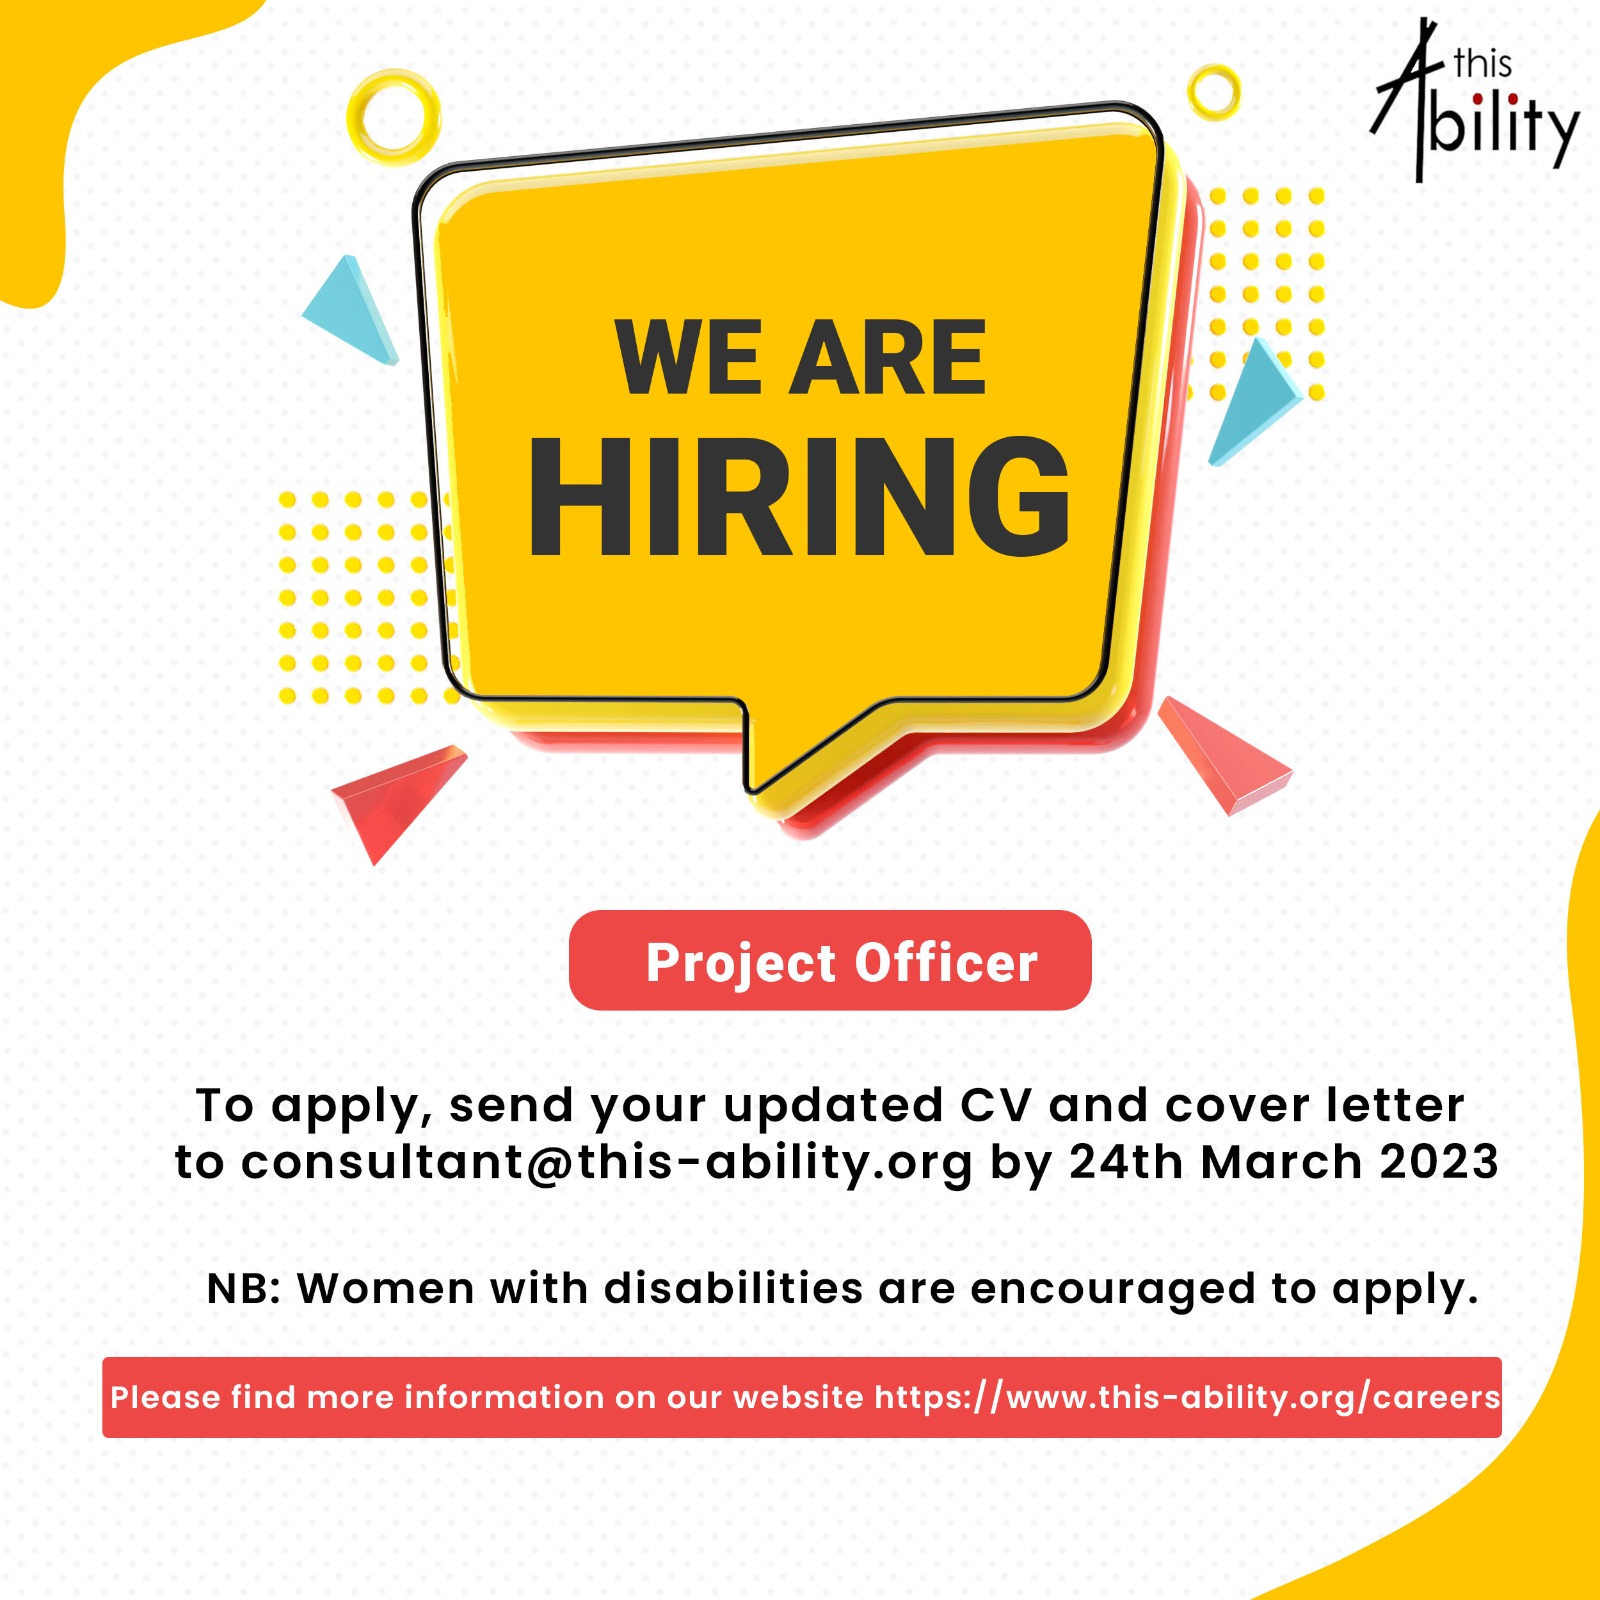 this
Ability
WE ARE
HIRING
Project Officer
To apply, send your updated CV and cover letter
to consultant@this-ability.org by 24th March 2023
NB: Women with disabilities are encouraged to apply.
Please find more information on our website https://www.this-ability.org/careers